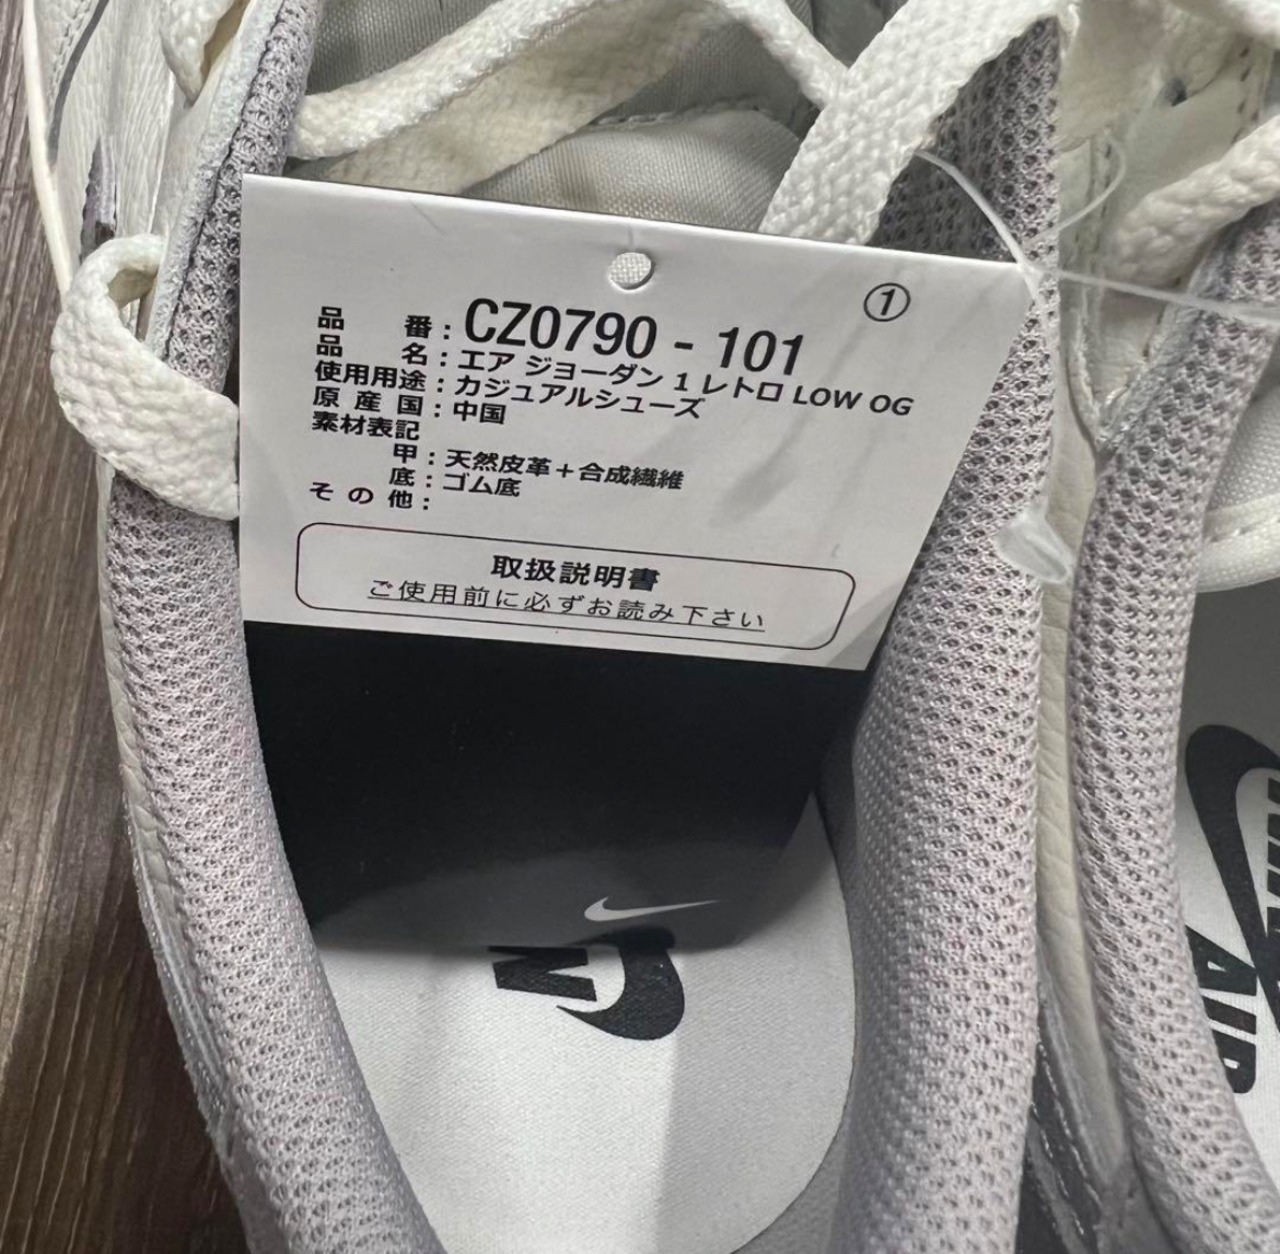 ①
品 番：CZ0790 - 101
品 名：エア ジョーダン 1 レトロ LOW OG
使用用途：カジュアルシューズ
原 産 国：中国
素材表記
甲：天然皮革＋合成繊維
底：ゴム底
そ の 他：
取扱説明書
ご使用前に必ずお読み下さい
AIR